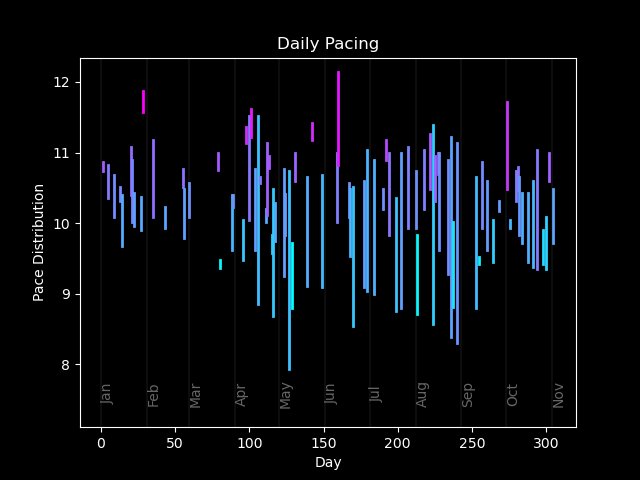 Daily Pacing
Pace Distribution
12
11
10
9
8
Jan
Feb
Mar
Apr
May
Jun
Jul
Aug
Sep
Oct
Nov
0
50
100
150
200
250
300
Day